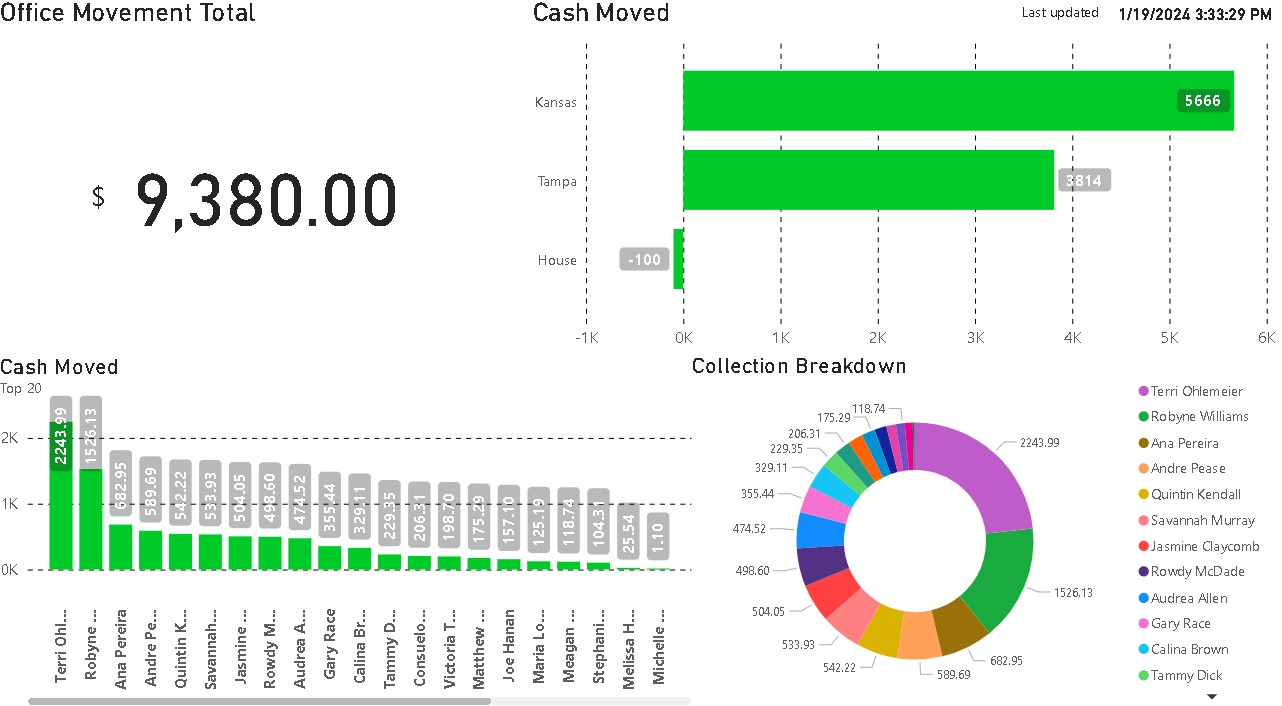 Office Movement Total
$ 9,380.00
Cash Moved
Last updated 1/19/2024 3:33:29 PM
Kansas 5666
Tampa 3814
House -100
-1K 0K 1K 2K 3K 4K 5K 6K
Cash Moved
Top 20
2K
1K
0K
2243.99
1526.13
682.95
589.69
542.22
533.93
504.05
498.60
474.52
355.44
329.11
229.35
206.31
198.70
175.29
157.10
125.19
118.74
104.31
25.54
1.10
Terri Ohl...
Robyne ...
Ana Pereira
Andre Pe...
Quintin K...
Savannah...
Jasmine ...
Rowdy M...
Audrea A...
Gary Race
Calina Br...
Tammy D...
Consuelo...
Victoria T...
Matthew ...
Joe Hanan
Maria Lo...
Meagan ...
Stephani...
Melissa H...
Michelle ...
Collection Breakdown
2243.99
1526.13
682.95
589.69
542.22
533.93
504.05
498.60
474.52
355.44
329.11
229.35
206.31
175.29
118.74
Terri Ohlemeier
Robyne Williams
Ana Pereira
Andre Pease
Quintin Kendall
Savannah Murray
Jasmine Claycomb
Rowdy McDade
Audrea Allen
Gary Race
Calina Brown
Tammy Dick